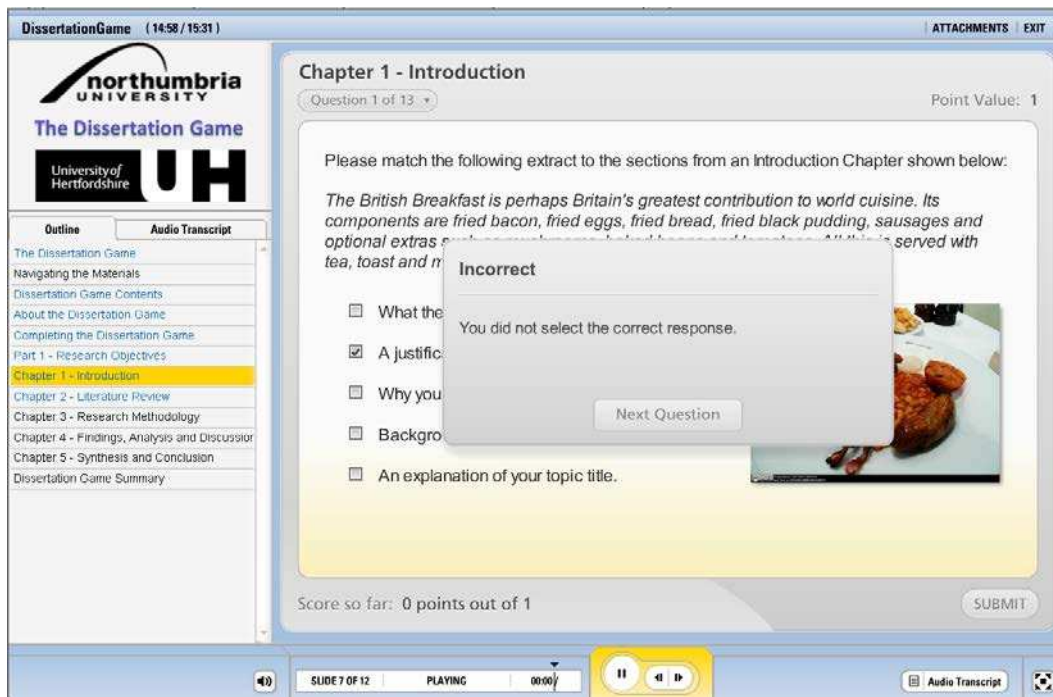 DissertationGame ( 14:58 / 15:31 )
ATTACHMENTS EXIT
northumbria
UNIVERSITY
The Dissertation Game
University of
Hertfordshire
UH
Outline
Audio Transcript
The Dissertation Game
Navigating the Materials
Dissertation Game Contents
About the Dissertation Game
Completing the Dissertation Game
Part 1 - Research Objectives
Chapter 1 - Introduction
Chapter 2 - Literature Review
Chapter 3 - Research Methodology
Chapter 4 - Findings, Analysis and Discussion
Chapter 5 - Synthesis and Conclusion
Dissertation Game Summary
Chapter 1 - Introduction
Question 1 of 13
Point Value: 1
Please match the following extract to the sections from an Introduction Chapter shown below:
The British Breakfast is perhaps Britain's greatest contribution to world cuisine. Its
components are fried bacon, fried eggs, fried bread, fried black pudding, sausages and
optional extras served with
tea, toast and m
Incorrect
You did not select the correct response.
Next Question
What the
A justific
Why you
Backgro
An explanation of your topic title.
Score so far: 0 points out of 1
SUBMIT
SLIDE 7 OF 12
PLAYING
00:00 /
Audio Transcript